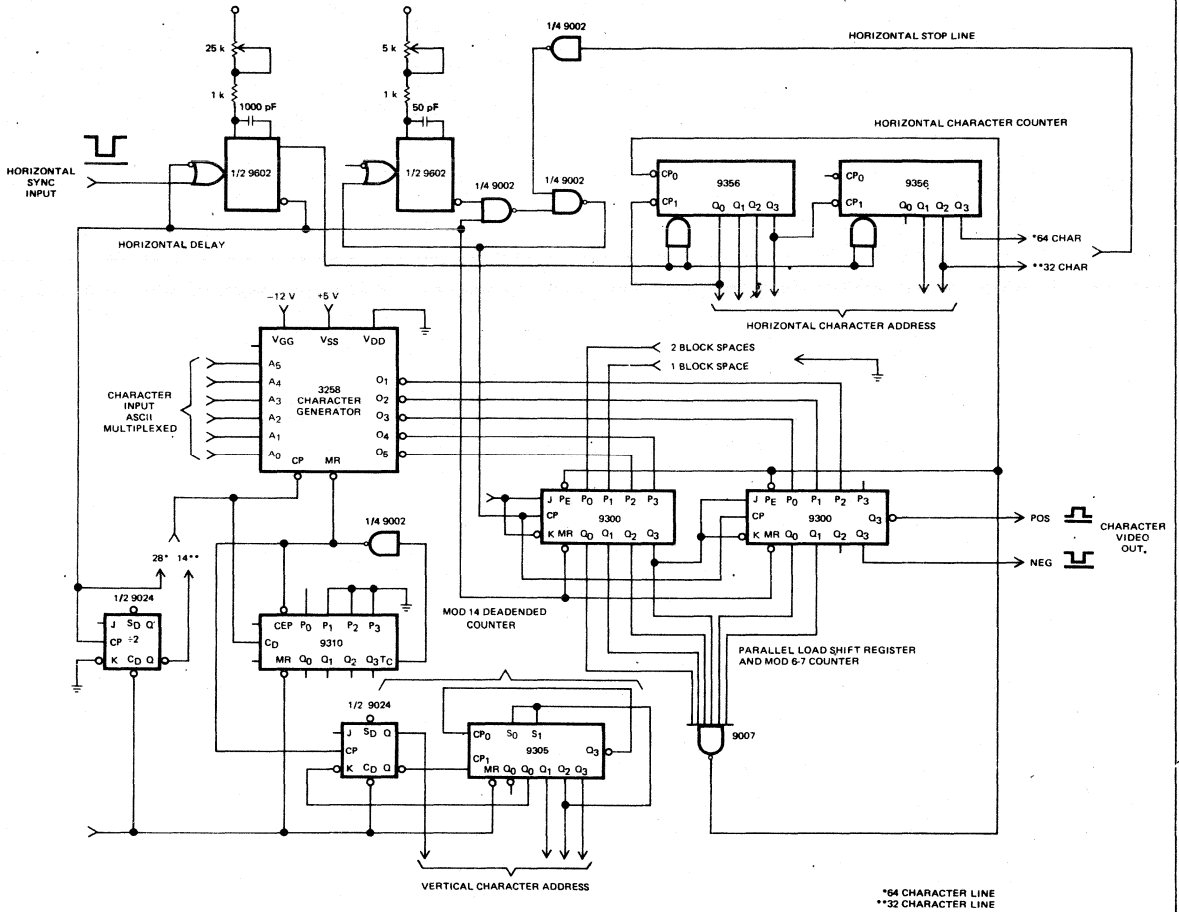 1/4 9002
HORIZONTAL STOP LINE
25 k
5 k
1 k
1 k
1000 pF
50 pF
HORIZONTAL CHARACTER COUNTER
HORIZONTAL
SYNC
INPUT
1/2 9602
1/2 9602
1/4 9002
1/4 9002
CP0 9356
CP1 Q0 Q1 Q2 Q3
CP0 9356
CP1 Q0 Q1 Q2 Q3
*64 CHAR
**32 CHAR
HORIZONTAL DELAY
HORIZONTAL CHARACTER ADDRESS
-12 V +5 V
VGG VSS VDD
2 BLOCK SPACES
1 BLOCK SPACE
CHARACTER
INPUT
ASCII
MULTIPLEXED
A5
A4
A3
A2
A1
A0
3258
CHARACTER
GENERATOR
O1
O2
O3
O4
O5
CP MR
J PE P0 P1 P2 P3
CP 9300
K MR Q0 Q1 Q2 Q3
J PE P0 P1 P2 P3
CP 9300 Q3
K MR Q0 Q1 Q2 Q3
POS
NEG
CHARACTER
VIDEO
OUT.
1/4 9002
28* 14**
1/2 9024
J SD Q
CP ÷2
K CD Q
CEP P0 P1 P2 P3
CD 9310
MR Q0 Q1 Q2 Q3 TC
MOD 14 DEADENDED
COUNTER
PARALLEL LOAD SHIFT REGISTER
AND MOD 6-7 COUNTER
1/2 9024
J SD Q
CP
K CD Q
CP0 S0 S1
9305 Q3
CP1
MR Q0 Q0 Q1 Q2 Q3
9007
VERTICAL CHARACTER ADDRESS
*64 CHARACTER LINE
**32 CHARACTER LINE